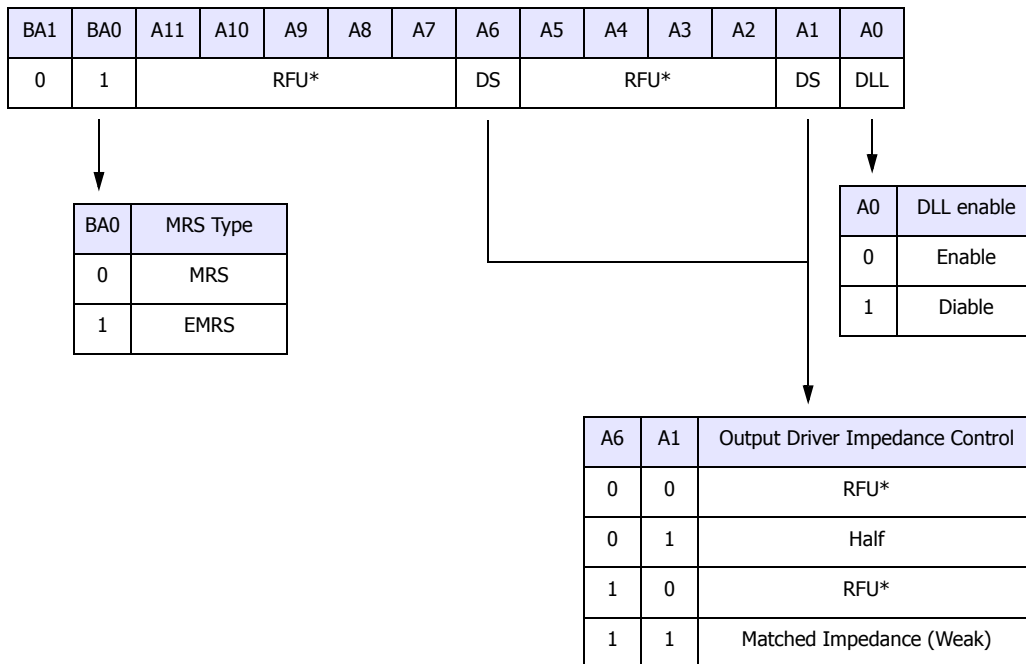 BA1 BA0 A11 A10 A9 A8 A7 A6 A5 A4 A3 A2 A1 A0
0 1 RFU* DS RFU* DS DLL
BA0 MRS Type
0 MRS
1 EMRS
A0 DLL enable
0 Enable
1 Diable
A6 A1 Output Driver Impedance Control
0 0 RFU*
0 1 Half
1 0 RFU*
1 1 Matched Impedance (Weak)